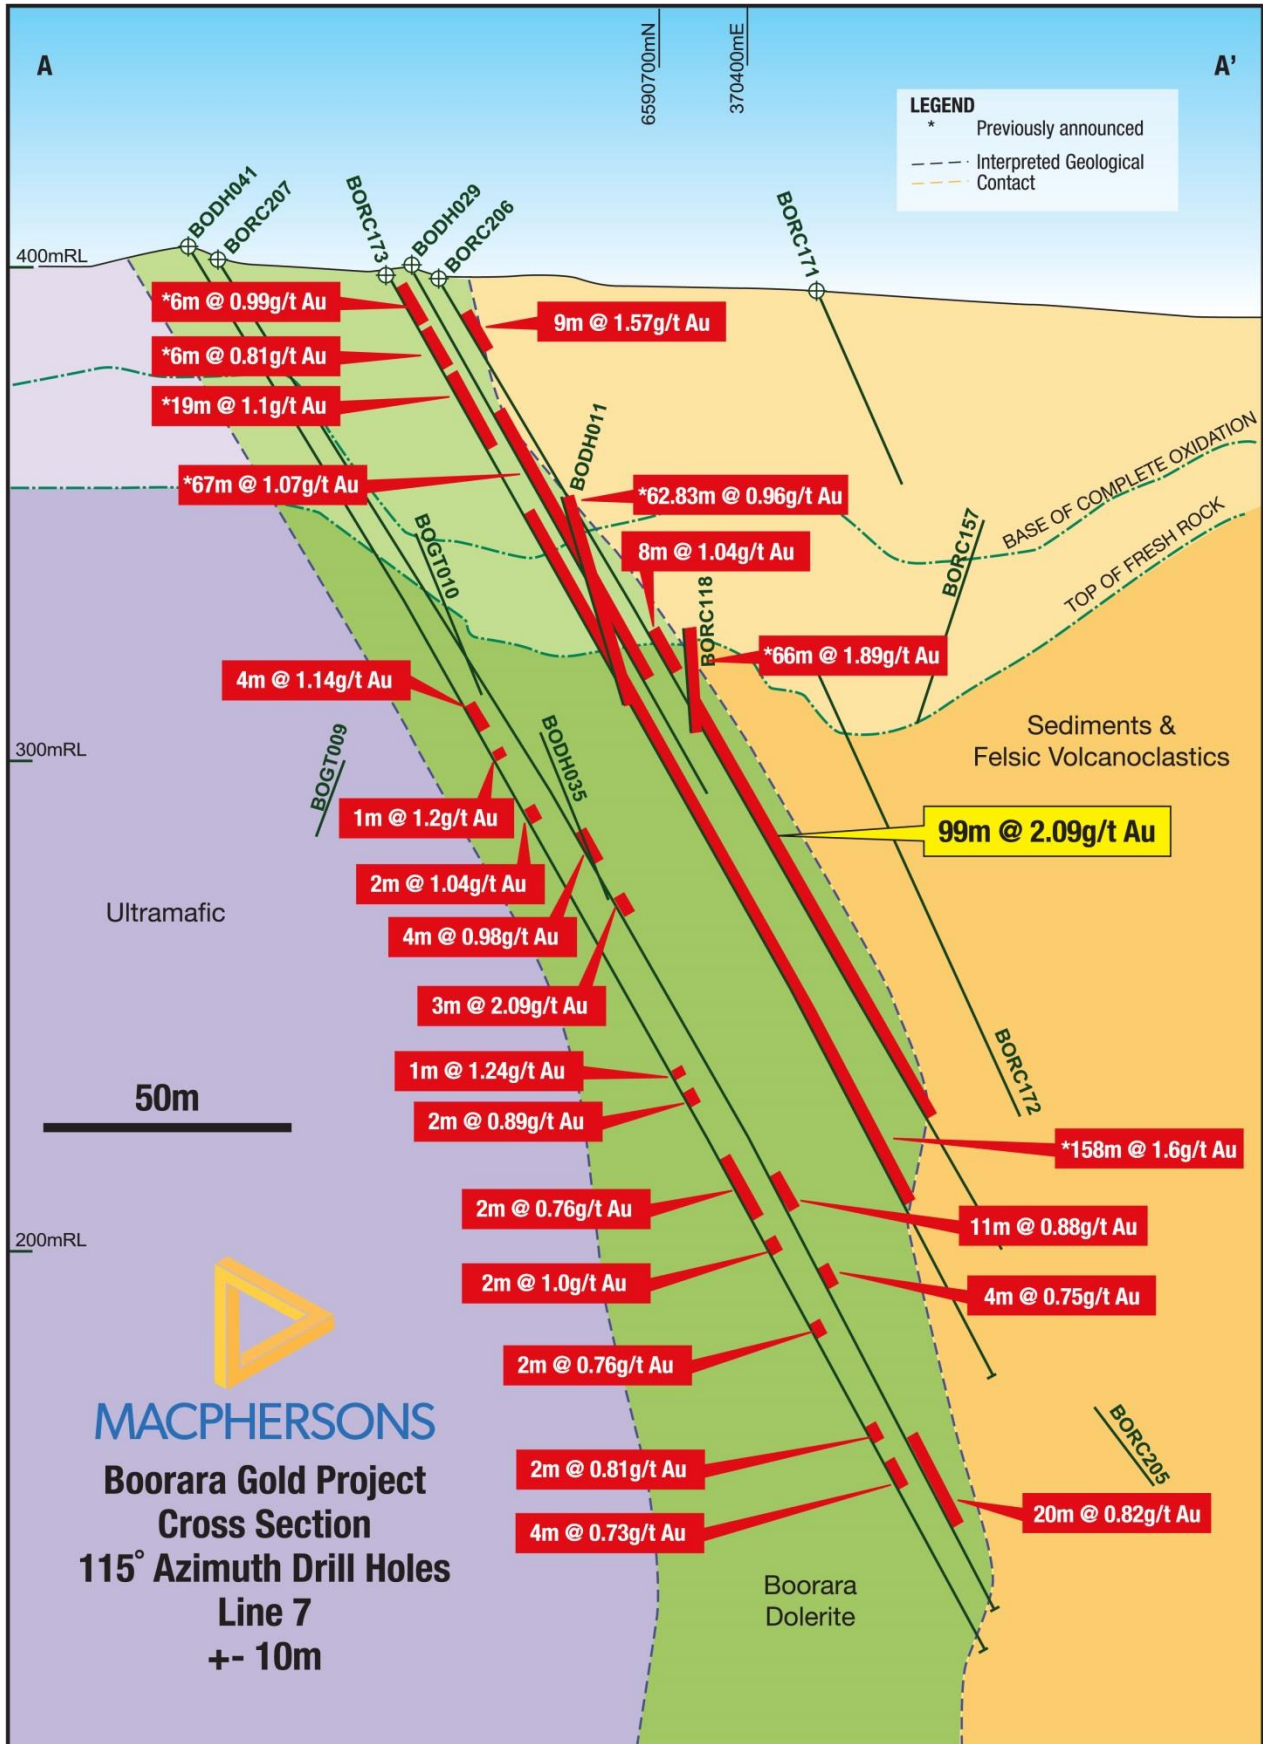 6590700mN
370400mE
A
A'
LEGEND
* Previously announced
Interpreted Geological
Contact
BODH041
BORC207
BORC173
BODH029
BORC206
BORC171
400mRL
*6m @ 0.99g/t Au
9m @ 1.57g/t Au
*6m @ 0.81g/t Au
*19m @ 1.1g/t Au
BODH011
BASE OF COMPLETE OXIDATION
*67m @ 1.07g/t Au
*62.83m @ 0.96g/t Au
TOP OF FRESH ROCK
BOGT010
8m @ 1.04g/t Au
BORC157
BORC118
*66m @ 1.89g/t Au
4m @ 1.14g/t Au
300mRL
BOGT009
BODH035
Sediments &
Felsic Volcanoclastics
1m @ 1.2g/t Au
99m @ 2.09g/t Au
2m @ 1.04g/t Au
Ultramafic
4m @ 0.98g/t Au
3m @ 2.09g/t Au
1m @ 1.24g/t Au
BORC172
50m
2m @ 0.89g/t Au
*158m @ 1.6g/t Au
2m @ 0.76g/t Au
11m @ 0.88g/t Au
200mRL
2m @ 1.0g/t Au
4m @ 0.75g/t Au
2m @ 0.76g/t Au
MACPHERSONS
BORC205
2m @ 0.81g/t Au
20m @ 0.82g/t Au
4m @ 0.73g/t Au
Boorara Gold Project
Cross Section
115° Azimuth Drill Holes
Line 7
+- 10m
Boorara
Dolerite